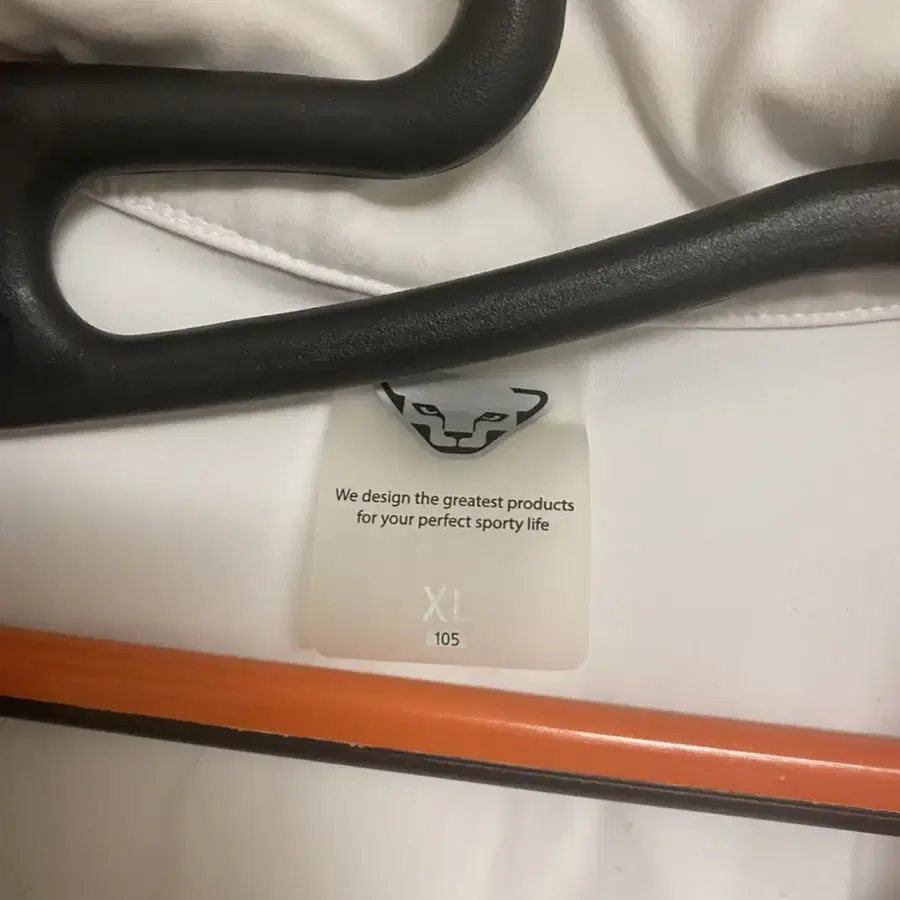 We design the greatest products
for your perfect sporty life
XL
105